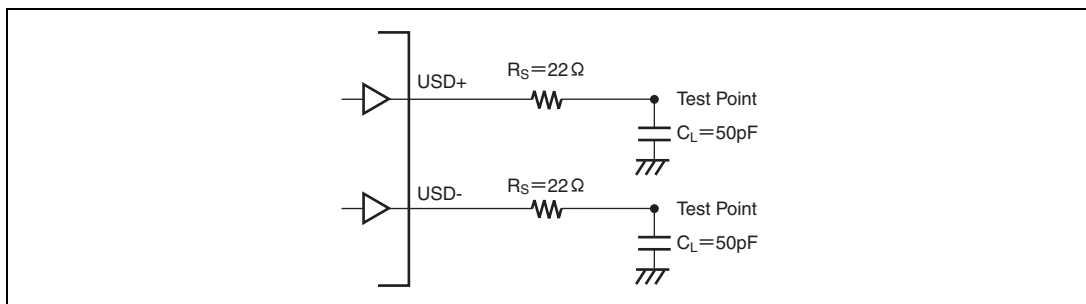 USD+
R_S＝22Ω
Test Point
C_L＝50pF
USD-
R_S＝22Ω
Test Point
C_L＝50pF